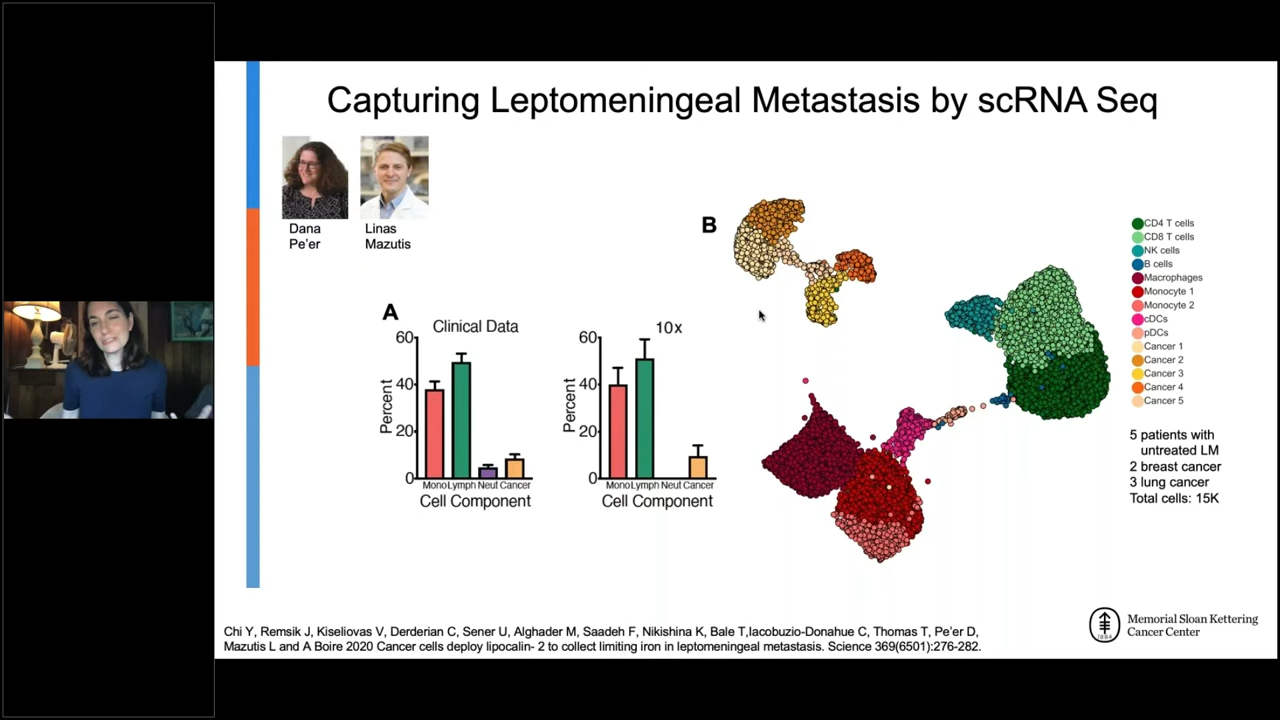 Capturing Leptomeningeal Metastasis by scRNA Seq
Dana
Pe'er
Linas
Mazutis
A
Clinical Data
60
40
20
0
Percent
Mono Lymph Neut Cancer
Cell Component
10x
60
40
20
0
Percent
Mono Lymph Neut Cancer
Cell Component
B
CD4 T cells
CD8 T cells
NK cells
B cells
Macrophages
Monocyte 1
Monocyte 2
cDCs
pDCs
Cancer 1
Cancer 2
Cancer 3
Cancer 4
Cancer 5
5 patients with
untreated LM
2 breast cancer
3 lung cancer
Total cells: 15K
Chi Y, Remsik J, Kiseliovas V, Derderian C, Sener U, Alghader M, Saadeh F, Nikishina K, Bale T,Iacobuzio-Donahue C, Thomas T, Pe'er D,
Mazutis L and A Boire 2020 Cancer cells deploy lipocalin- 2 to collect limiting iron in leptomeningeal metastasis. Science 369(6501):276-282.
Memorial Sloan Kettering
Cancer Center